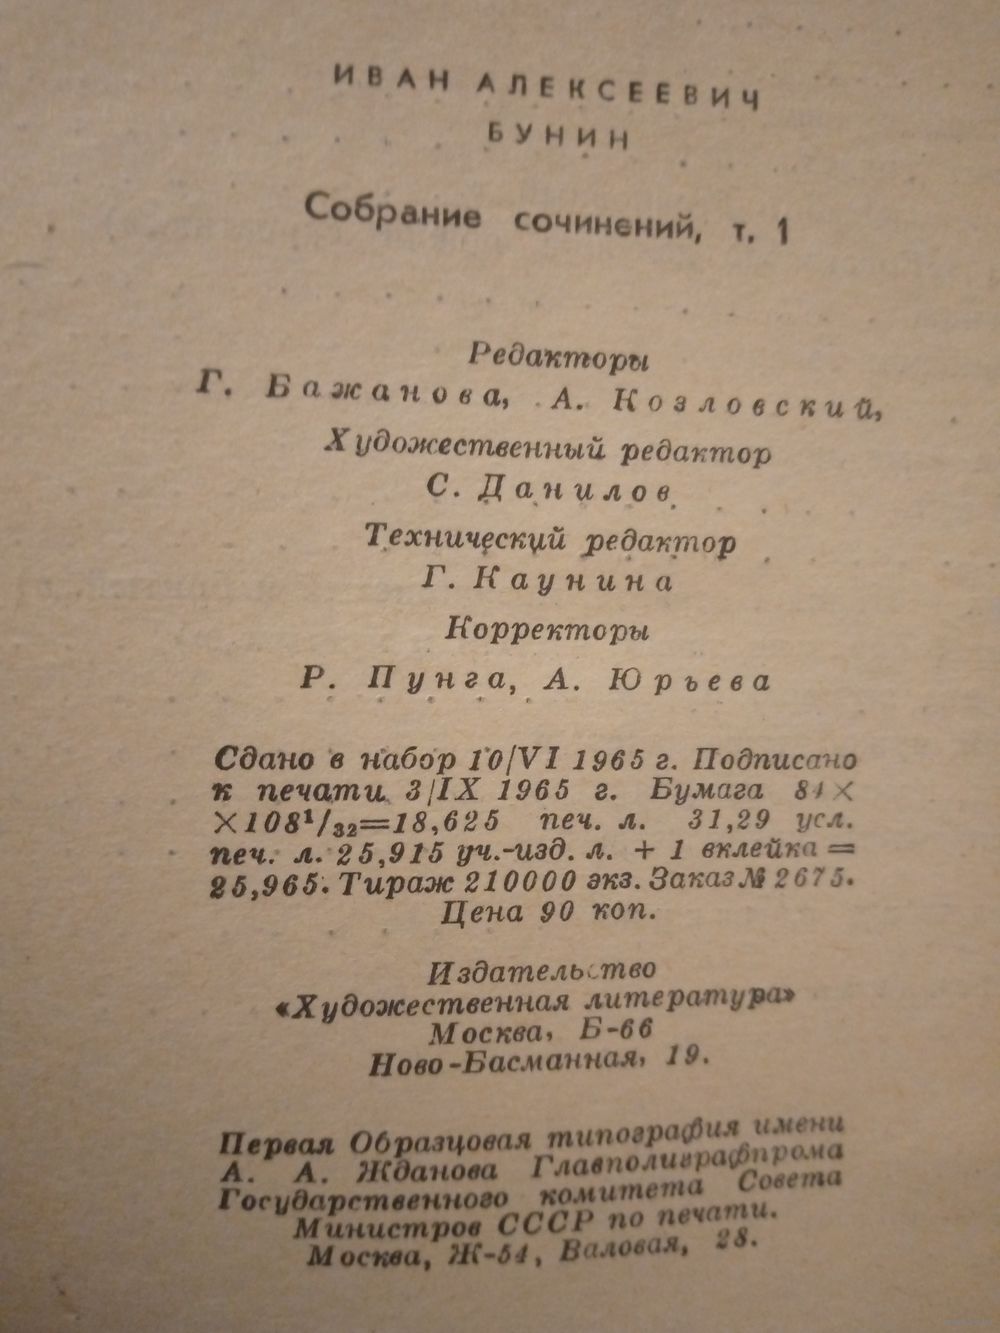 ИВАН АЛЕКСЕЕВИЧ
БУНИН
Собрание сочинений, т. 1
Редакторы
Г. Бажанова, А. Козловский,
Художественный редактор
С. Данилов
Технический редактор
Г. Каунина
Корректоры
Р. Пунга, А. Юрьева
Сдано в набор 10/VI 1965 г. Подписано
к печати 3/IX 1965 г. Бумага 84×
×108¹/₃₂=18,625 печ. л. 31,29 усл.
печ. л. 25,915 уч.-изд. л. + 1 вклейка =
25,965. Тираж 210000 экз. Заказ № 2675.
Цена 90 коп.
Издательство
«Художественная литература»
Москва, Б-66
Ново-Басманная, 19.
Первая Образцовая типография имени
А. А. Жданова Главполиграфпрома
Государственного комитета Совета
Министров СССР по печати.
Москва, Ж-54, Валовая, 28.